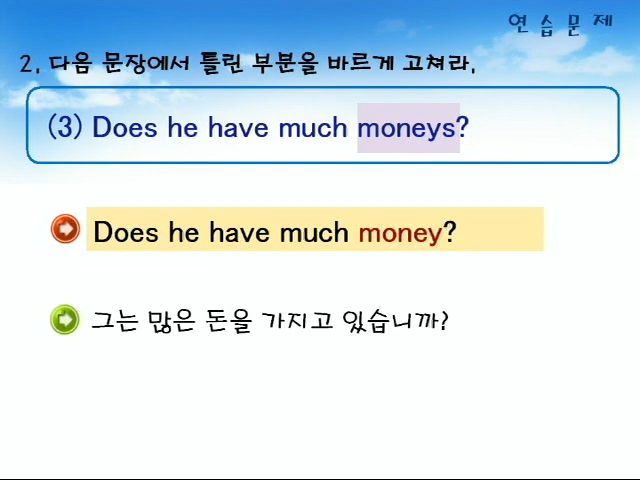 연 습 문 제
2. 다음 문장에서 틀린 부분을 바르게 고쳐라.
(3) Does he have much moneys?
Does he have much money?
그는 많은 돈을 가지고 있습니까?